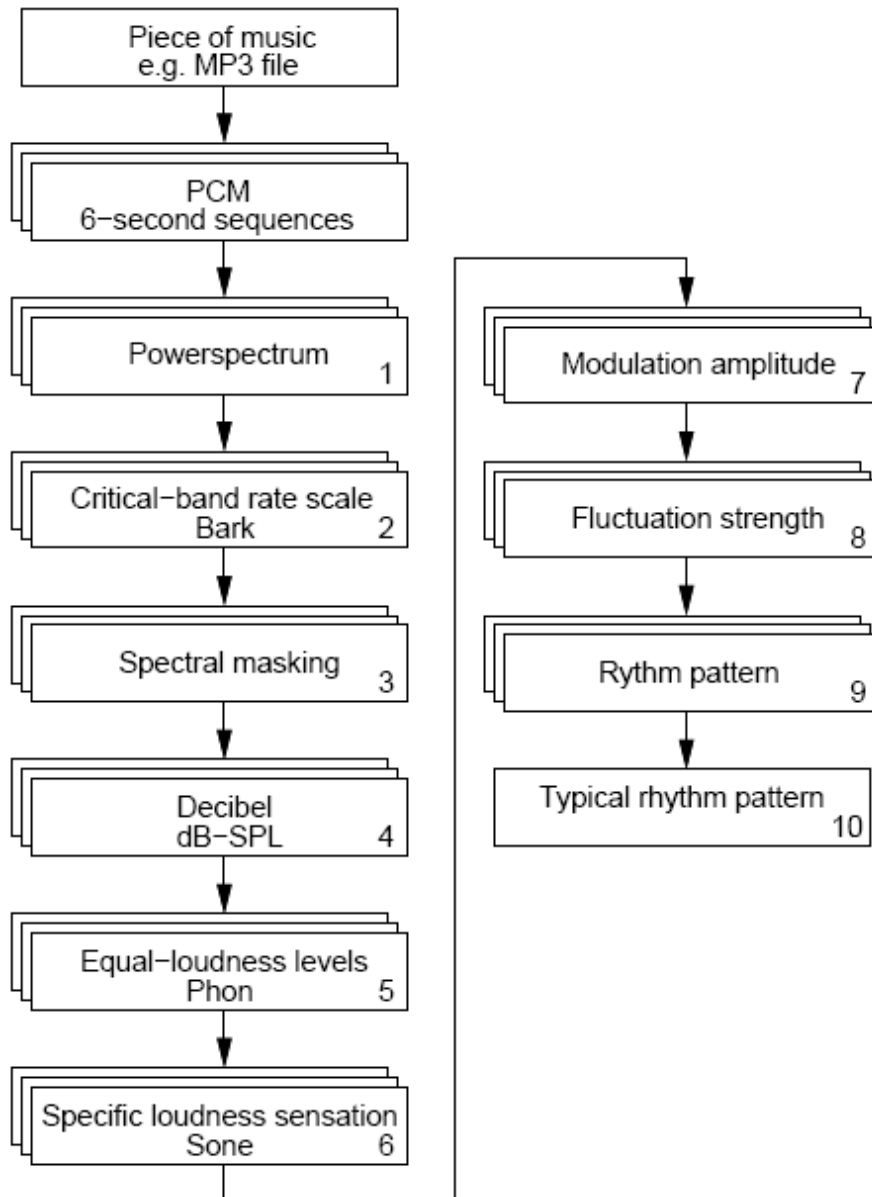 Piece of music
e.g. MP3 file
PCM
6−second sequences
Powerspectrum
1
Critical−band rate scale
Bark
2
Spectral masking
3
Decibel
dB−SPL
4
Equal−loudness levels
Phon
5
Specific loudness sensation
Sone
6
Modulation amplitude
7
Fluctuation strength
8
Rythm pattern
9
Typical rhythm pattern
10